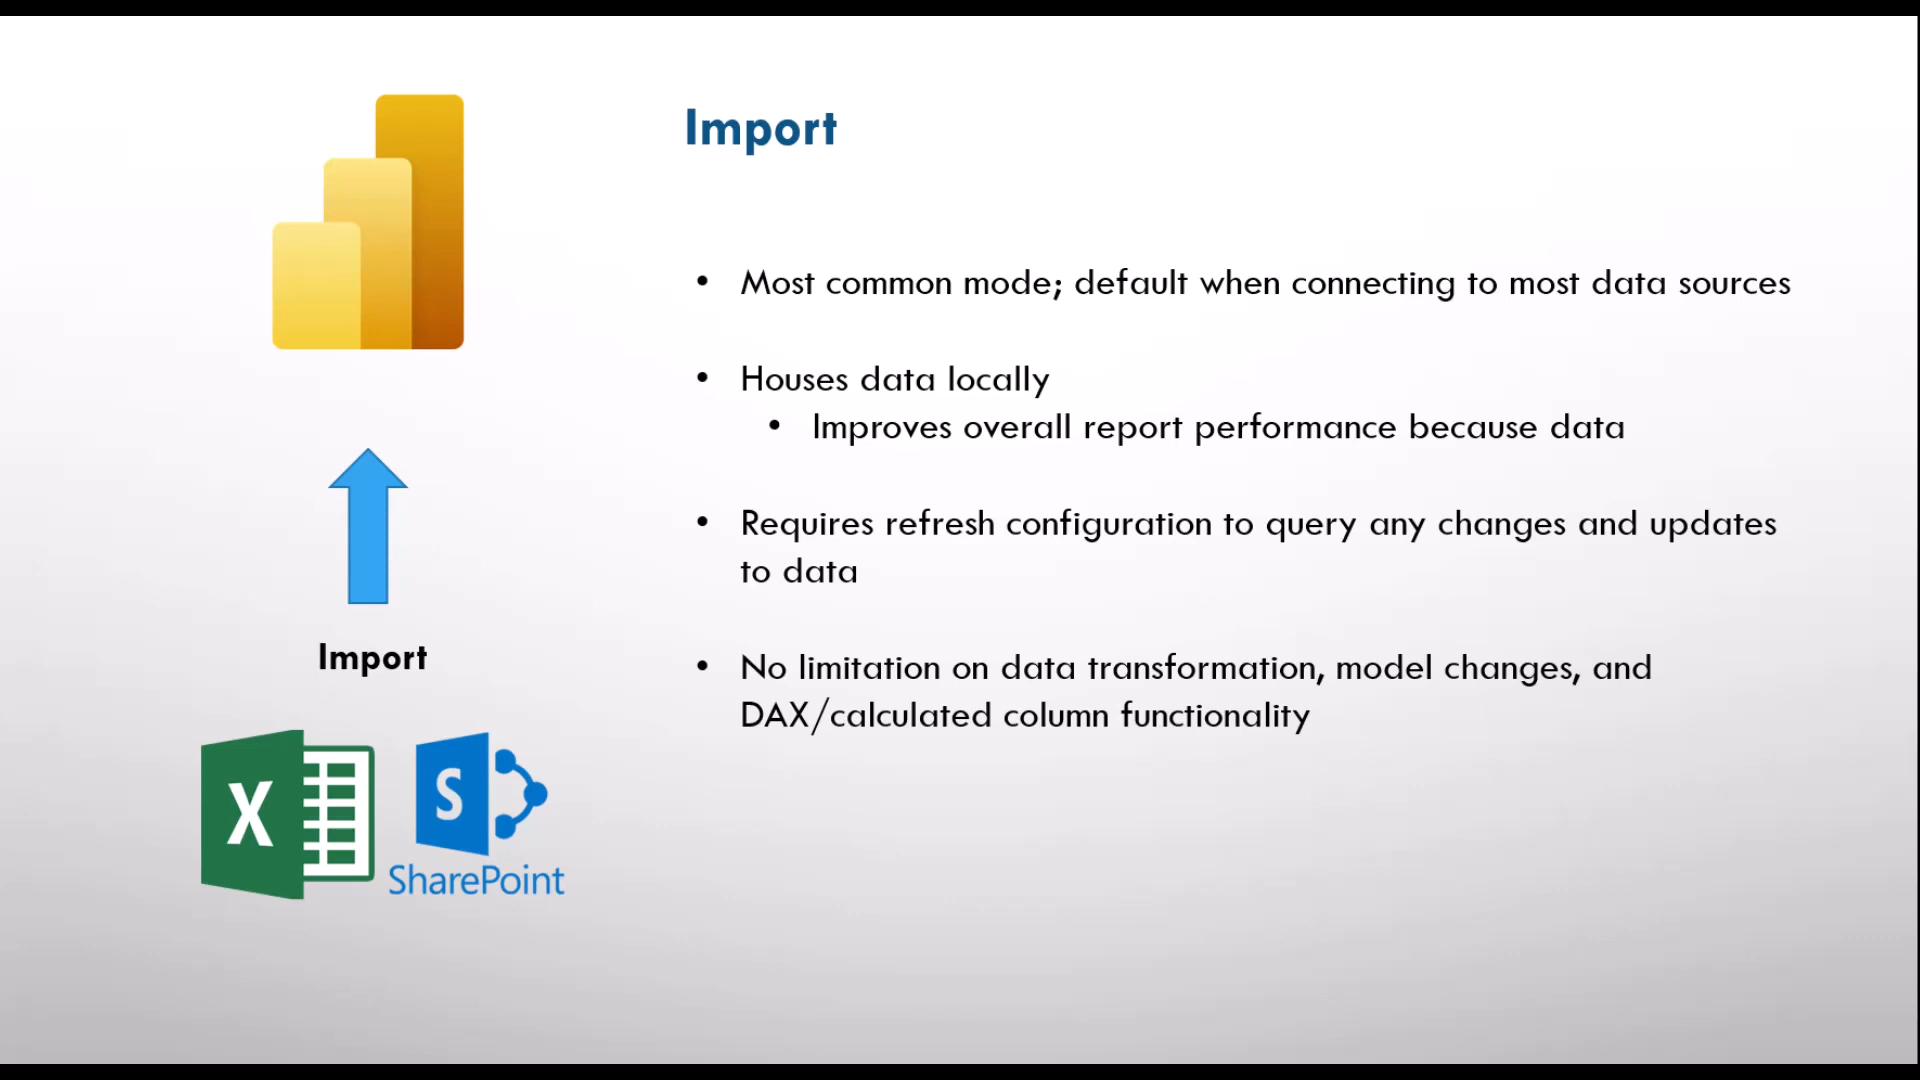 Import
• Most common mode; default when connecting to most data sources
• Houses data locally
• Improves overall report performance because data
• Requires refresh configuration to query any changes and updates
to data
• No limitation on data transformation, model changes, and
DAX/calculated column functionality
Import
X
S
SharePoint